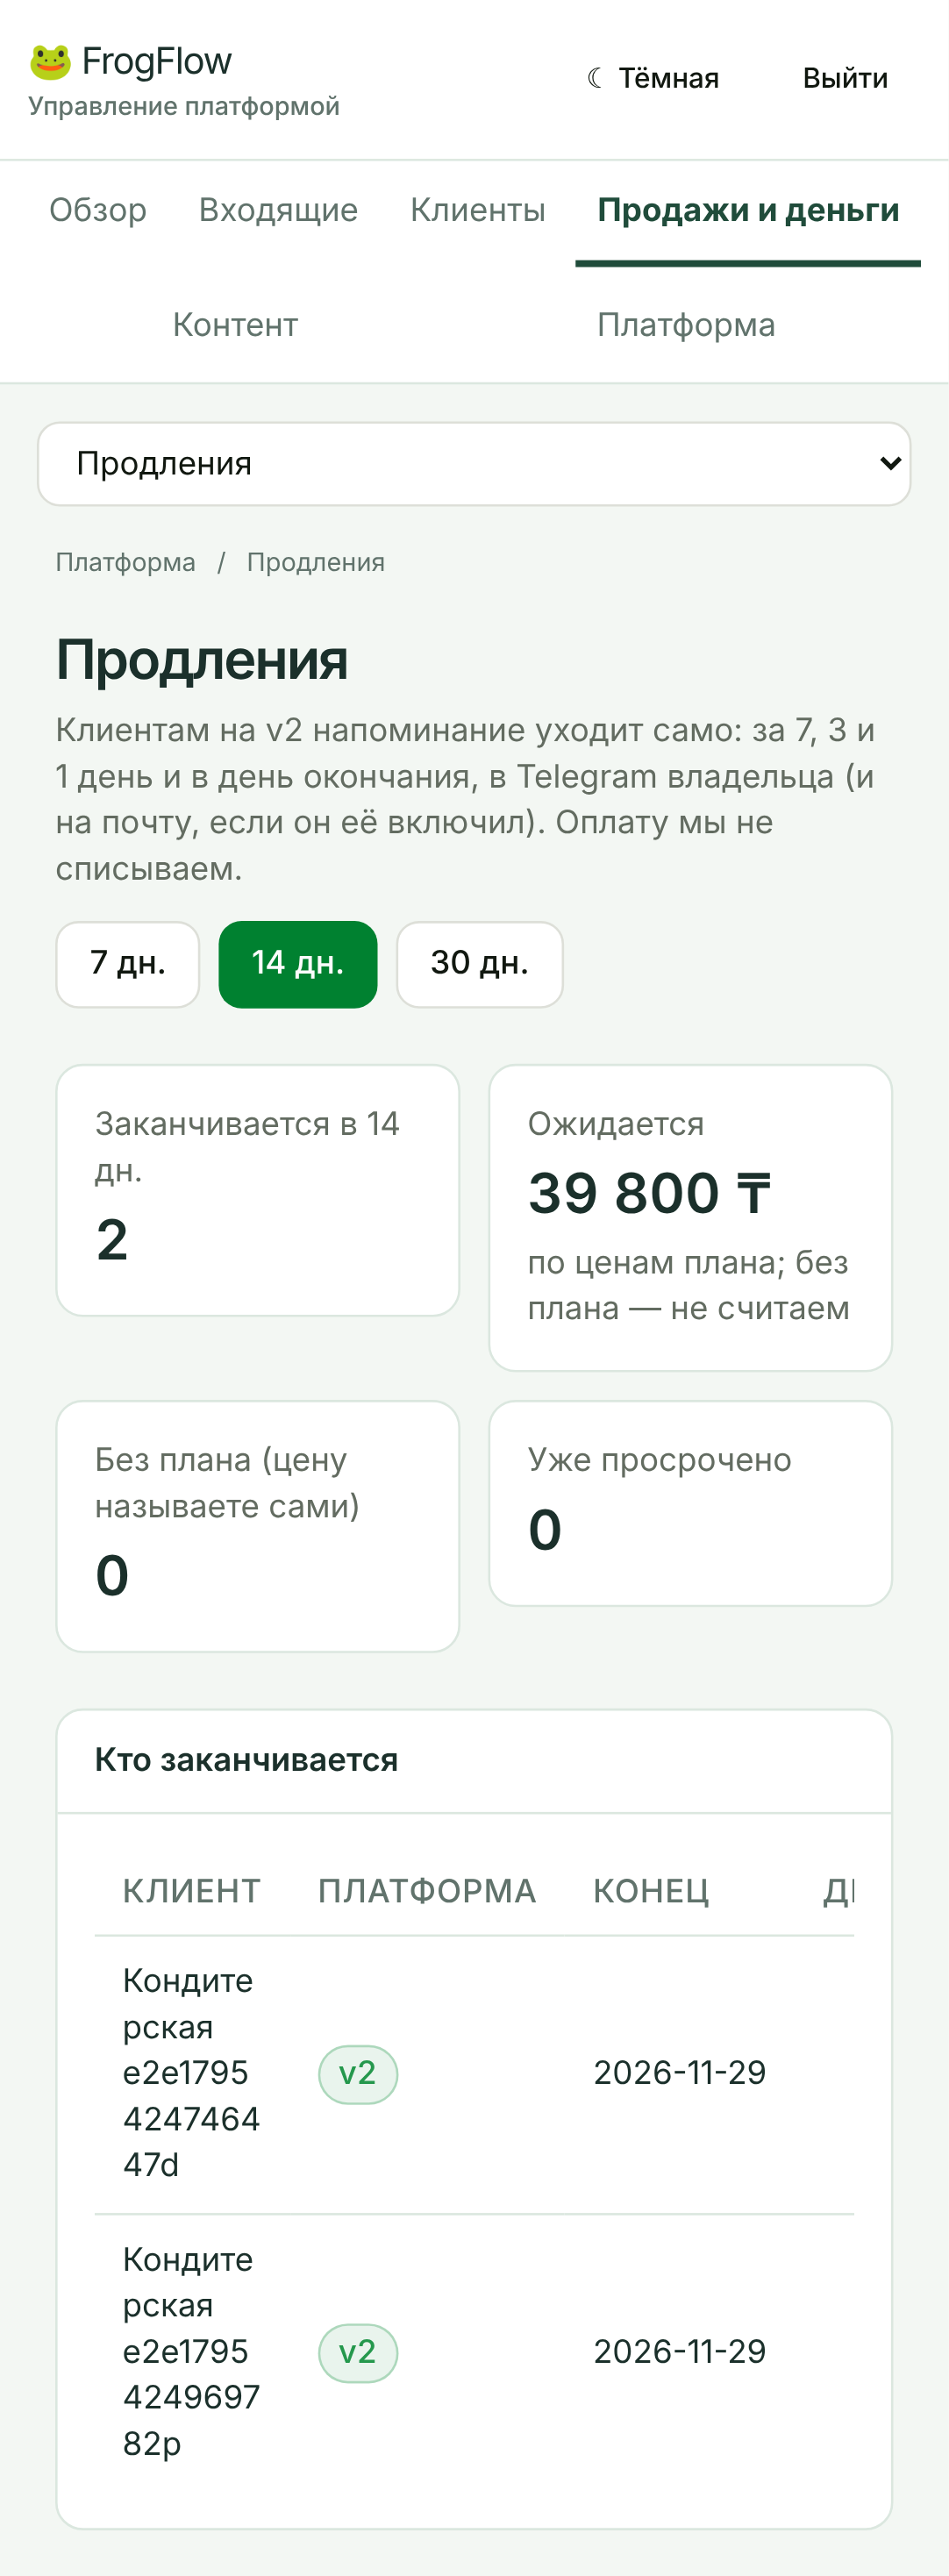 🐸 FrogFlow
Управление платформой
☾ Тёмная
Выйти
Обзор Входящие Клиенты Продажи и деньги
Контент Платформа
Продления
Платформа / Продления
Продления
Клиентам на v2 напоминание уходит само: за 7, 3 и
1 день и в день окончания, в Telegram владельца (и
на почту, если он её включил). Оплату мы не
списываем.
7 дн. 14 дн. 30 дн.
Заканчивается в 14
дн.
2
Ожидается
39 800 ₸
по ценам плана; без
плана — не считаем
Без плана (цену
называете сами)
0
Уже просрочено
0
Кто заканчивается
КЛИЕНТ ПЛАТФОРМА КОНЕЦ
Кондите
рская
e2e1795
4247464
47d
v2
2026-11-29
Кондите
рская
e2e1795
4249697
82p
v2
2026-11-29